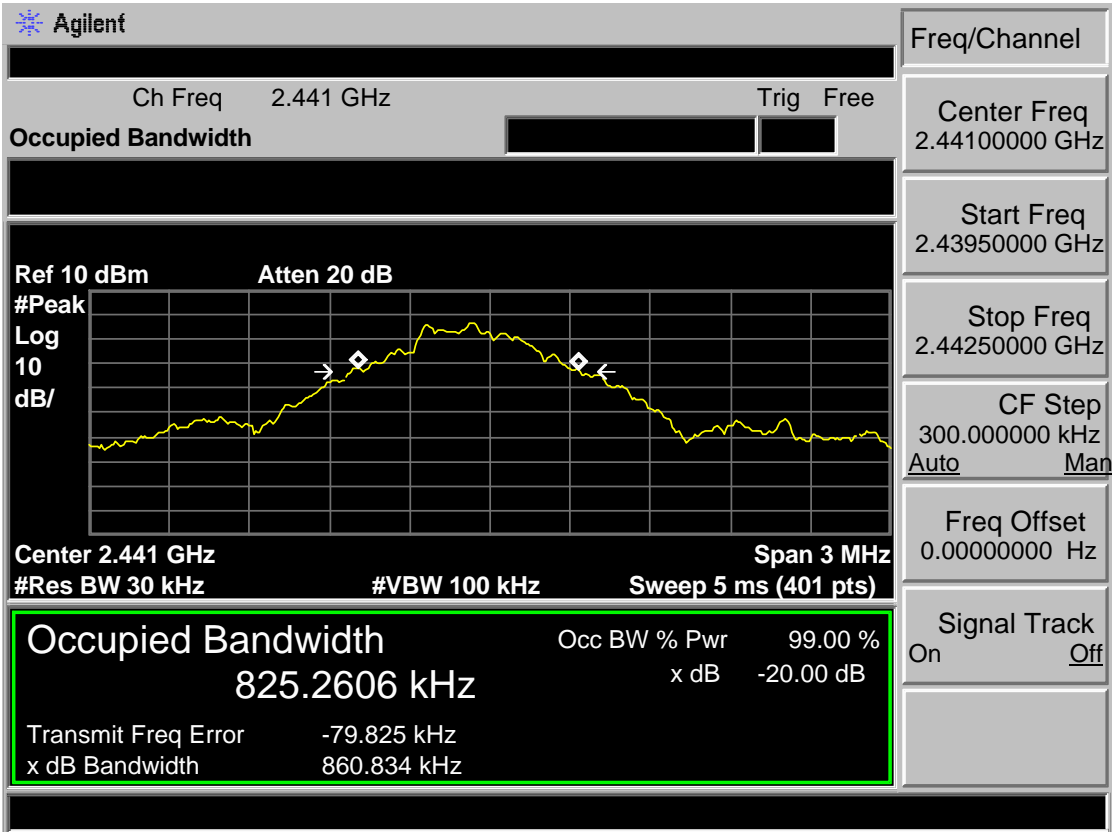 Agilent
Freq/Channel
Ch Freq 2.441 GHz Trig Free
Occupied Bandwidth
Center Freq
2.44100000 GHz
Start Freq
2.43950000 GHz
Stop Freq
2.44250000 GHz
CF Step
300.000000 kHz
Auto Man
Freq Offset
0.00000000 Hz
Signal Track
On Off
Ref 10 dBm Atten 20 dB
#Peak
Log
10
dB/
Center 2.441 GHz Span 3 MHz
#Res BW 30 kHz #VBW 100 kHz Sweep 5 ms (401 pts)
Occupied Bandwidth
825.2606 kHz
Occ BW % Pwr 99.00 %
x dB -20.00 dB
Transmit Freq Error -79.825 kHz
x dB Bandwidth 860.834 kHz